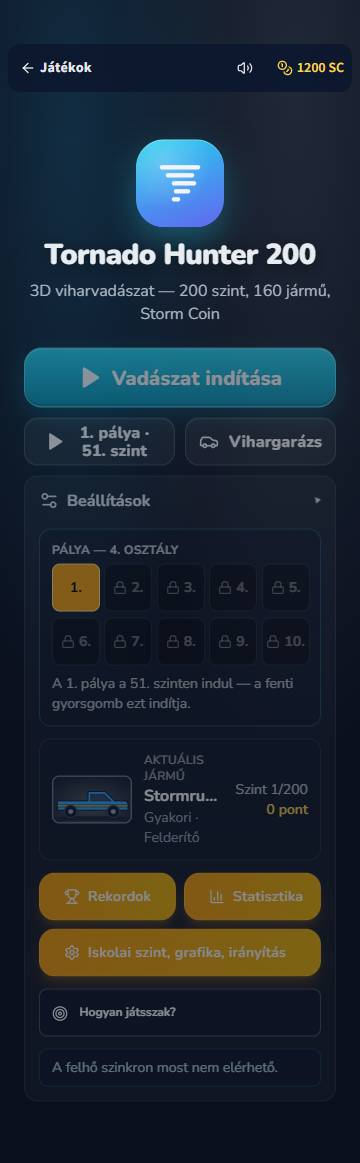 Játékok
1200 SC
Tornado Hunter 200
3D viharvadászat — 200 szint, 160 jármű,
Storm Coin
Vadászat indítása
1. pálya ·
51. szint
Vihargarázs
Beállítások
PÁLYA — 4. OSZTÁLY
1. 2. 3. 4. 5.
6. 7. 8. 9. 10.
A 1. pálya a 51. szinten indul — a fenti
gyorsgomb ezt indítja.
AKTUÁLIS
JÁRMŰ
Stormru...
Gyakori ·
Felderítő
Szint 1/200
0 pont
Rekordok
Statisztika
Iskolai szint, grafika, irányítás
Hogyan játsszak?
A felhő szinkron most nem elérhető.